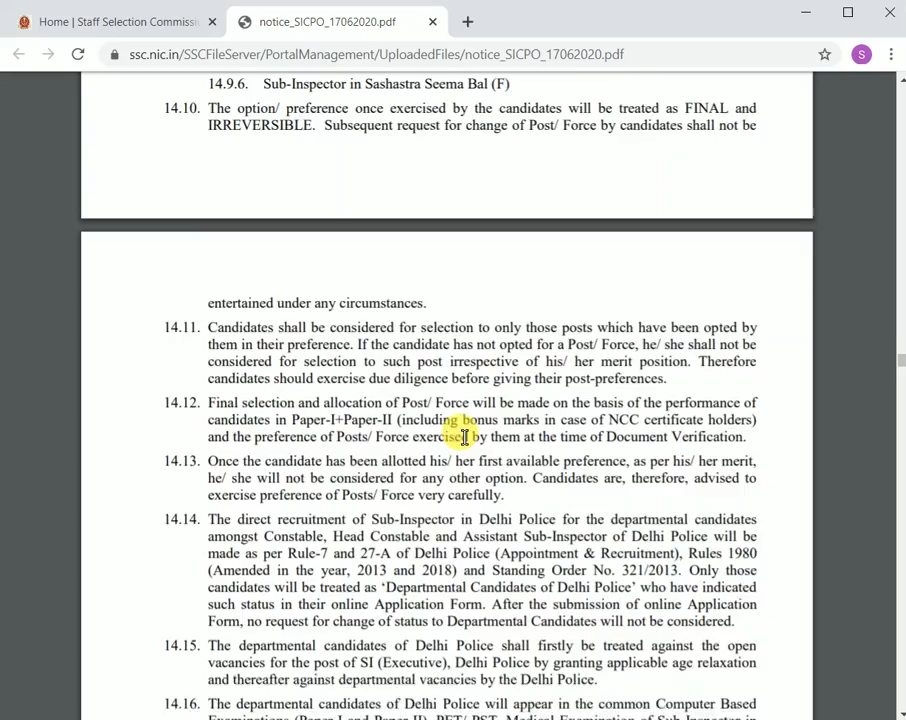 Home | Staff Selection Commissi
notice_SICPO_17062020.pdf
ssc.nic.in/SSCFileServer/PortalManagement/UploadedFiles/notice_SICPO_17062020.pdf
S
14.9.6. Sub-Inspector in Sashastra Seema Bal (F)
14.10. The option/ preference once exercised by the candidates will be treated as FINAL and
IRREVERSIBLE. Subsequent request for change of Post/ Force by candidates shall not be
entertained under any circumstances.
14.11. Candidates shall be considered for selection to only those posts which have been opted by
them in their preference. If the candidate has not opted for a Post/ Force, he/ she shall not be
considered for selection to such post irrespective of his/ her merit position. Therefore
candidates should exercise due diligence before giving their post-preferences.
14.12. Final selection and allocation of Post/ Force will be made on the basis of the performance of
candidates in Paper-I+Paper-II (including bonus marks in case of NCC certificate holders)
and the preference of Posts/ Force exercised by them at the time of Document Verification.
14.13. Once the candidate has been allotted his/ her first available preference, as per his/ her merit,
he/ she will not be considered for any other option. Candidates are, therefore, advised to
exercise preference of Posts/ Force very carefully.
14.14. The direct recruitment of Sub-Inspector in Delhi Police for the departmental candidates
amongst Constable, Head Constable and Assistant Sub-Inspector of Delhi Police will be
made as per Rule-7 and 27-A of Delhi Police (Appointment & Recruitment), Rules 1980
(Amended in the year, 2013 and 2018) and Standing Order No. 321/2013. Only those
candidates will be treated as 'Departmental Candidates of Delhi Police' who have indicated
such status in their online Application Form. After the submission of online Application
Form, no request for change of status to Departmental Candidates will not be considered.
14.15. The departmental candidates of Delhi Police shall firstly be treated against the open
vacancies for the post of SI (Executive), Delhi Police by granting applicable age relaxation
and thereafter against departmental vacancies by the Delhi Police.
14.16. The departmental candidates of Delhi Police will appear in the common Computer Based
Examinations (Paper-I and Paper-II), PET/ PST, Medical Examination of Sub-Inspector in